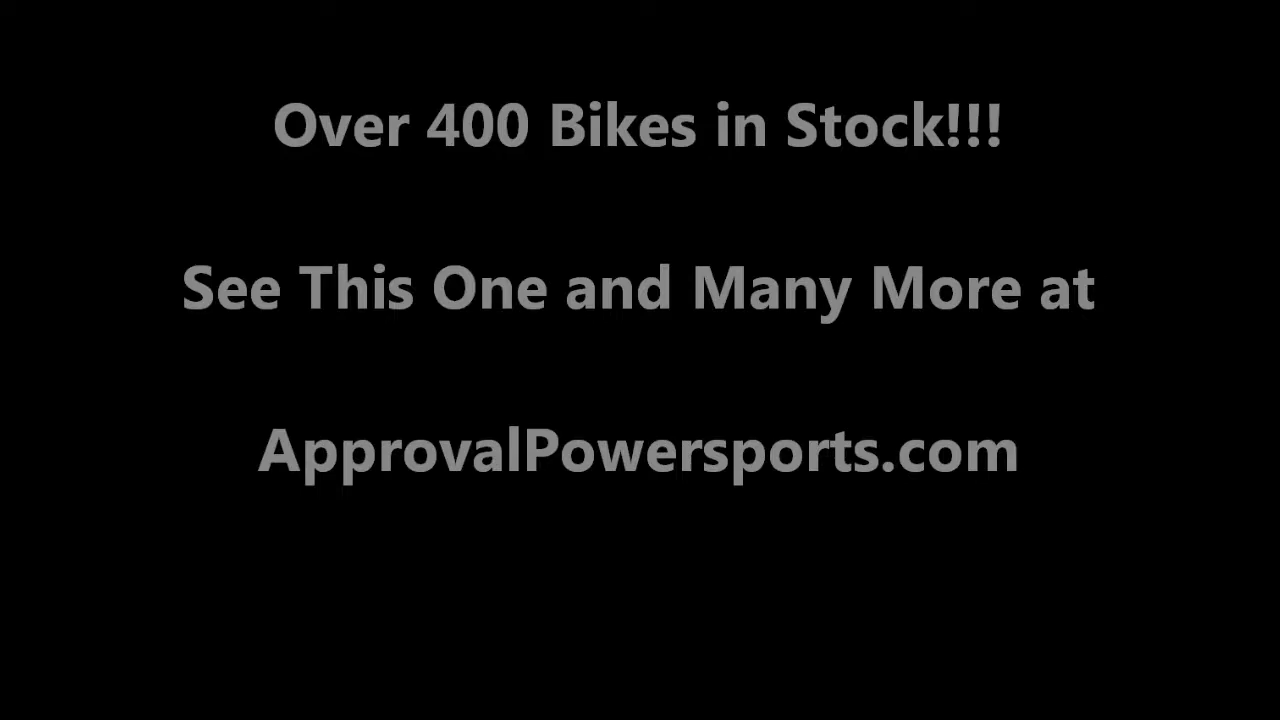 Over 400 Bikes in Stock!!!
See This One and Many More at
ApprovalPowersports.com